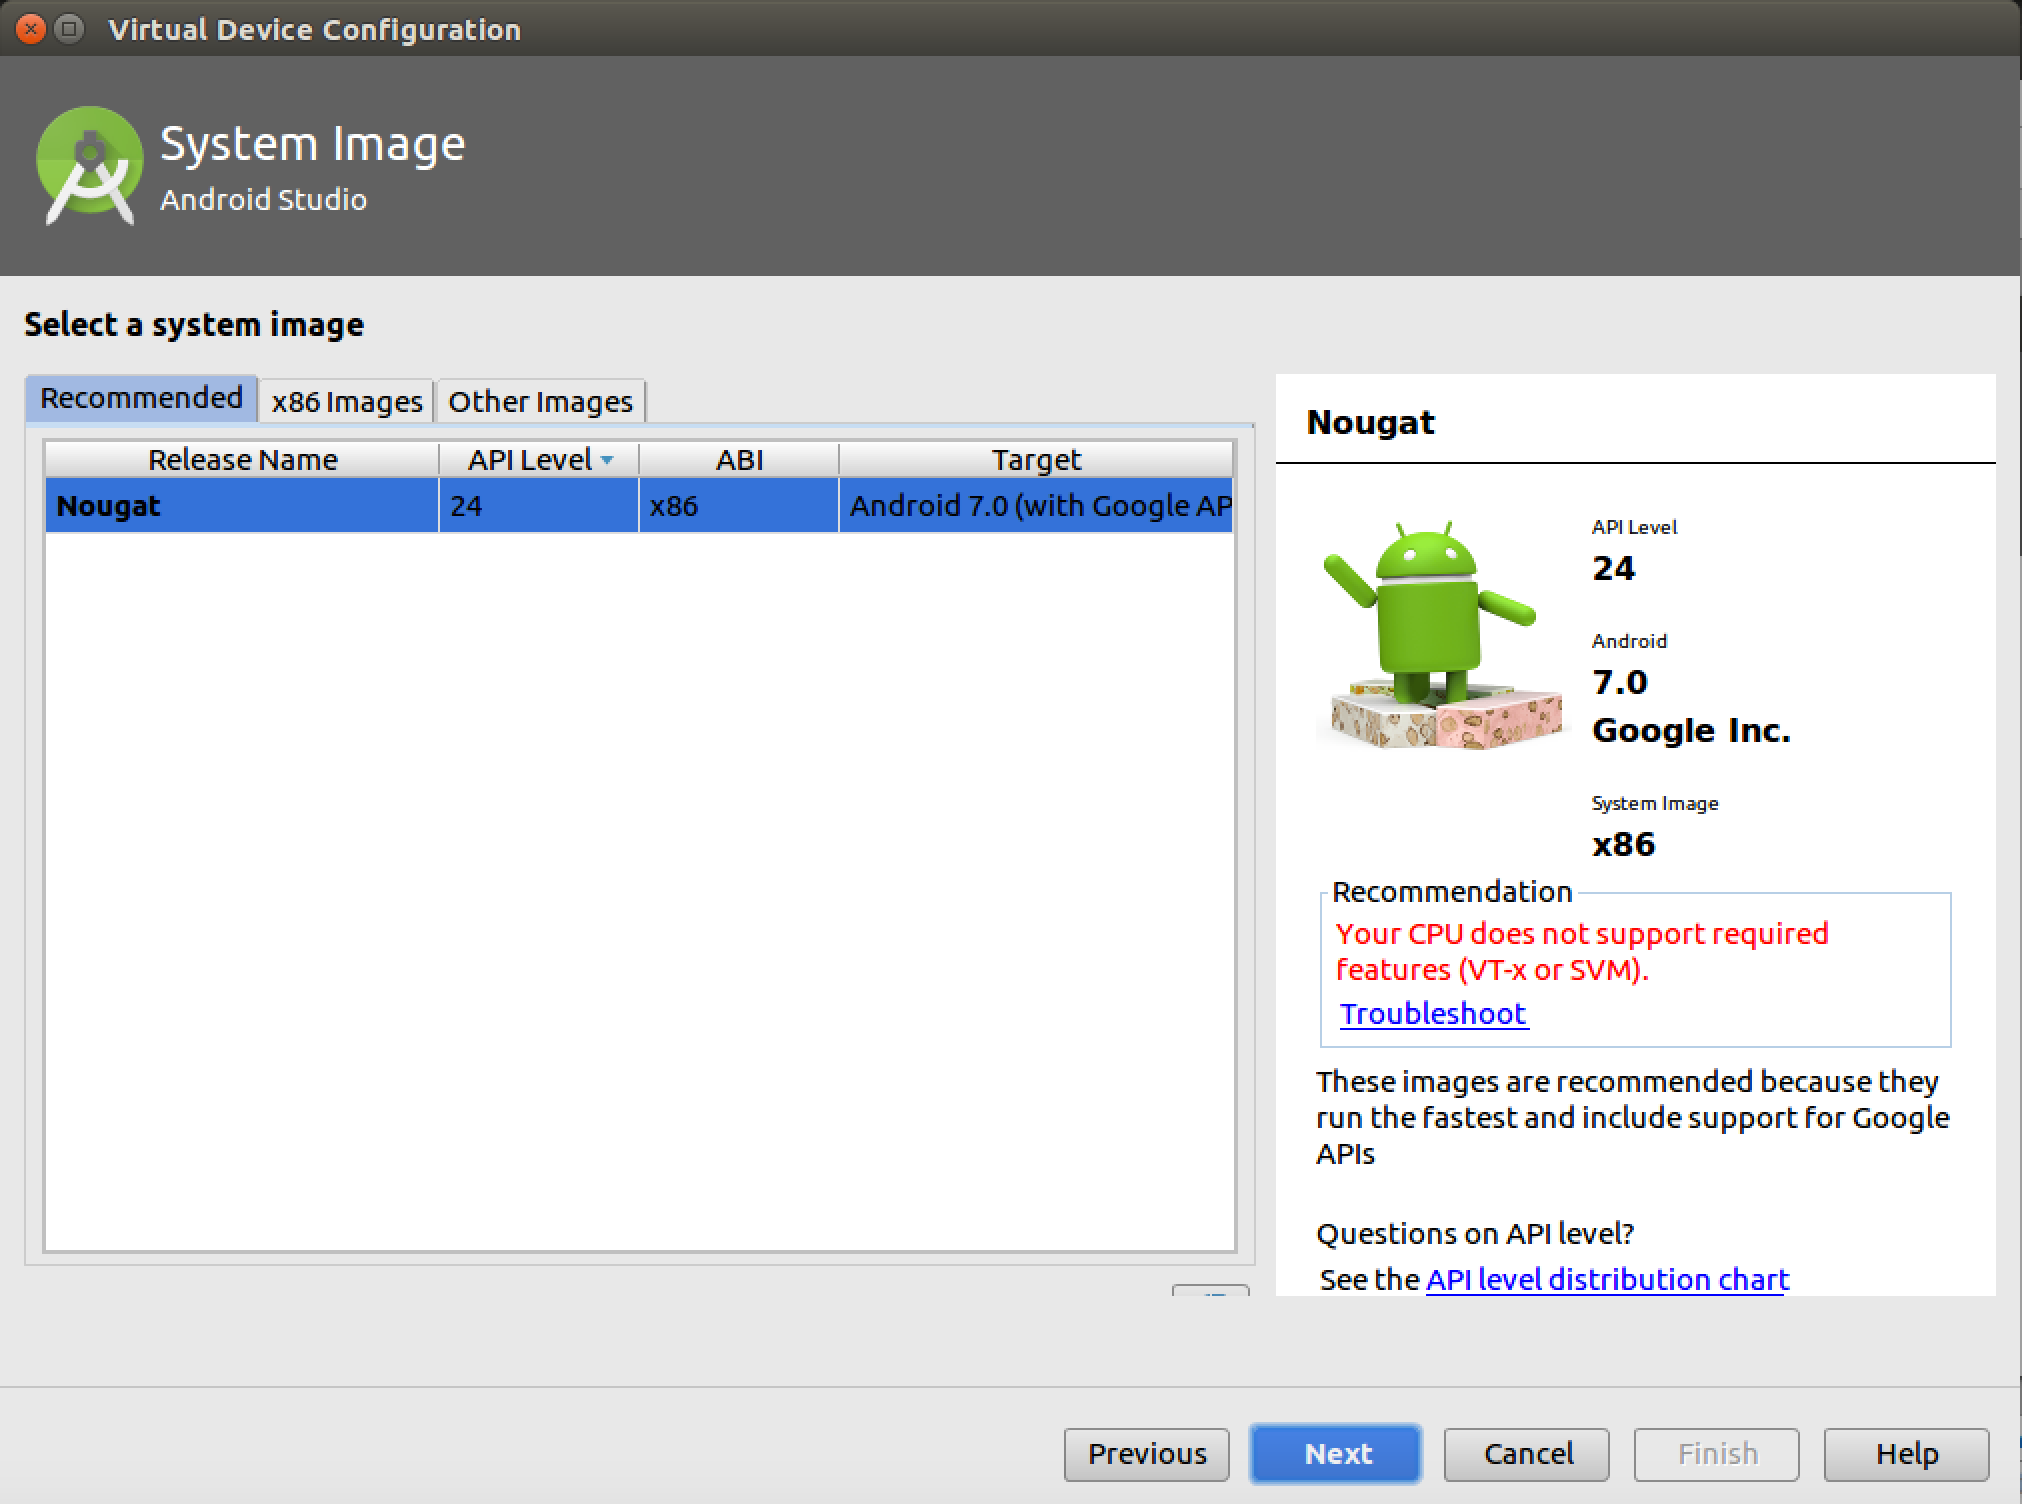 Virtual Device Configuration
System Image
Android Studio
Select a system image
Recommended x86 Images Other Images
Release Name API Level ABI Target
Nougat 24 x86 Android 7.0 (with Google AP
Nougat
API Level
24
Android
7.0
Google Inc.
System Image
x86
Recommendation
Your CPU does not support required
features (VT-x or SVM).
Troubleshoot
These images are recommended because they
run the fastest and include support for Google
APIs
Questions on API level?
See the API level distribution chart
Previous Next Cancel Finish Help